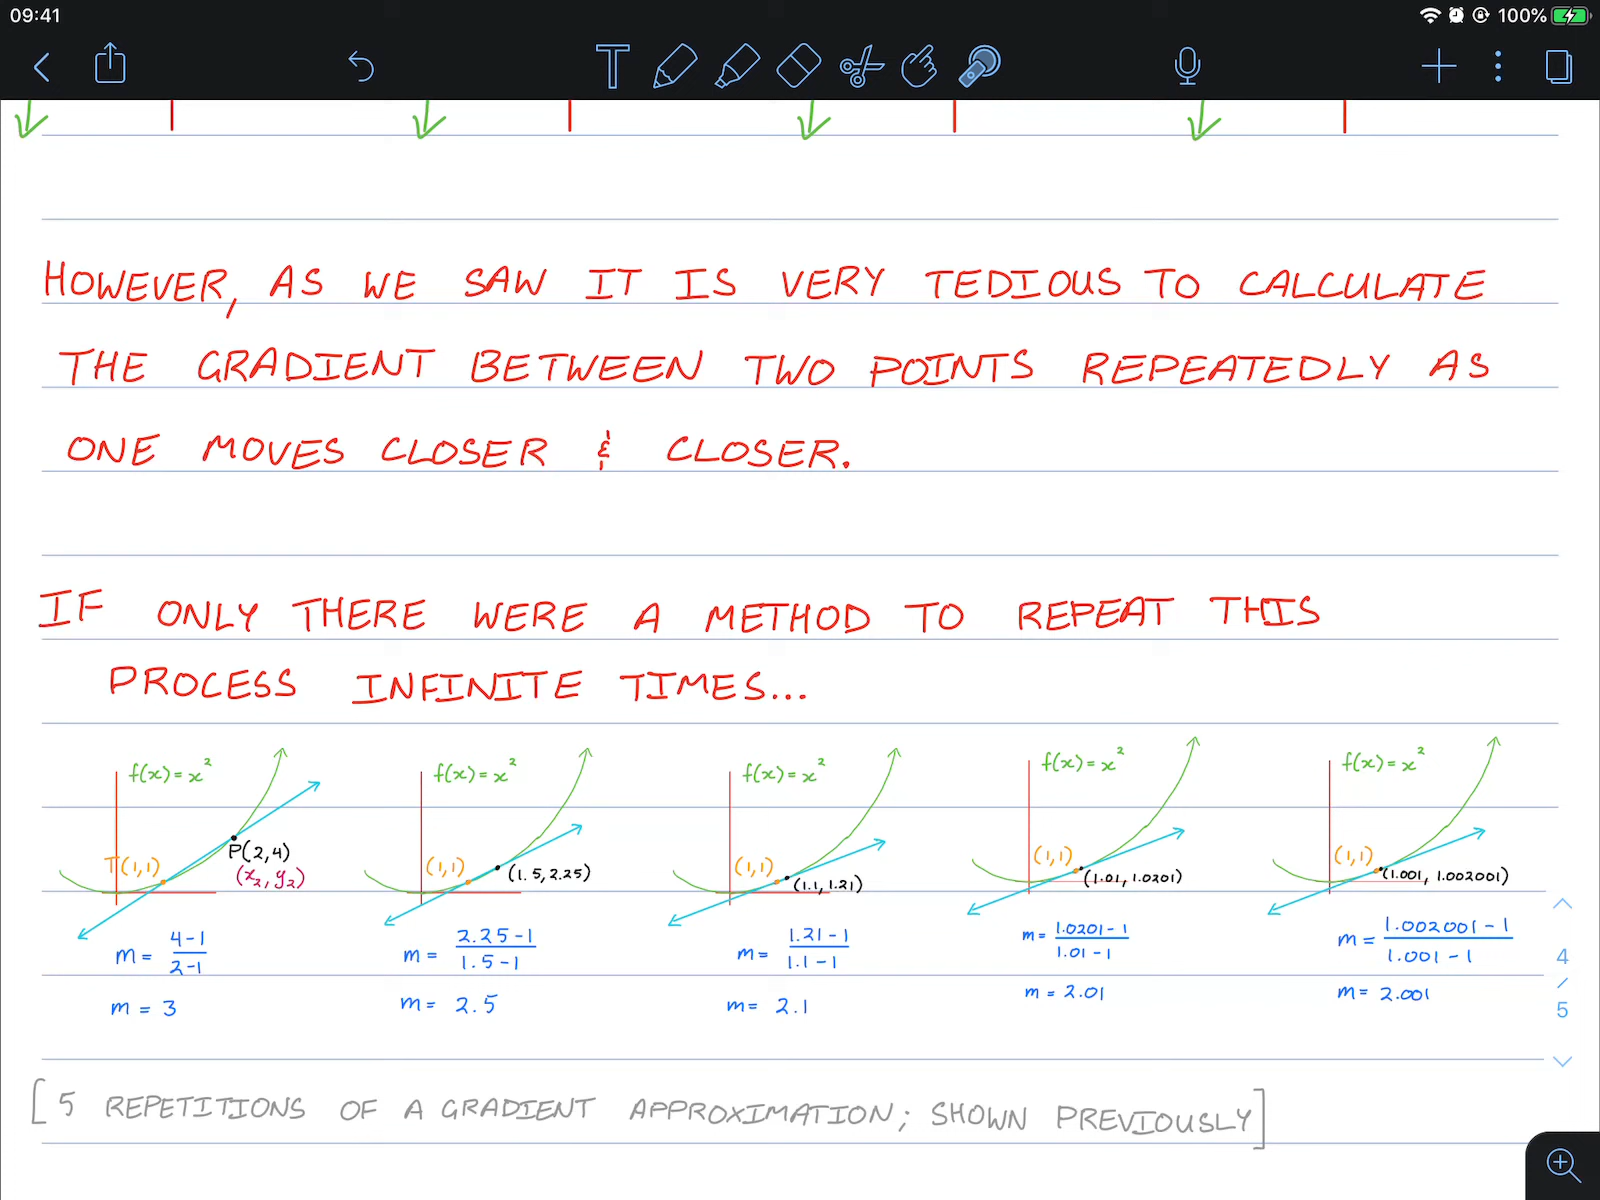 09:41
100%
T
HOWEVER, AS WE SAW IT IS VERY TEDIOUS TO CALCULATE
THE GRADIENT BETWEEN TWO POINTS REPEATEDLY AS
ONE MOVES CLOSER & CLOSER.
IF ONLY THERE WERE A METHOD TO REPEAT THIS
PROCESS INFINITE TIMES...
f(x)=x²
T(1,1)
P(2,4)
(x₂, y₂)
m = 4-1 / 2-1
m = 3
f(x)=x²
(1,1)
(1.5, 2.25)
m = 2.25-1 / 1.5-1
m = 2.5
f(x)=x²
(1,1)
(1.1, 1.21)
m = 1.21-1 / 1.1-1
m = 2.1
f(x)=x²
(1,1)
(1.01, 1.0201)
m = 1.0201-1 / 1.01-1
m = 2.01
f(x)=x²
(1,1)
(1.001, 1.002001)
m = 1.002001-1 / 1.001-1
m = 2.001
4
/
5
[5 REPETITIONS OF A GRADIENT APPROXIMATION; SHOWN PREVIOUSLY]